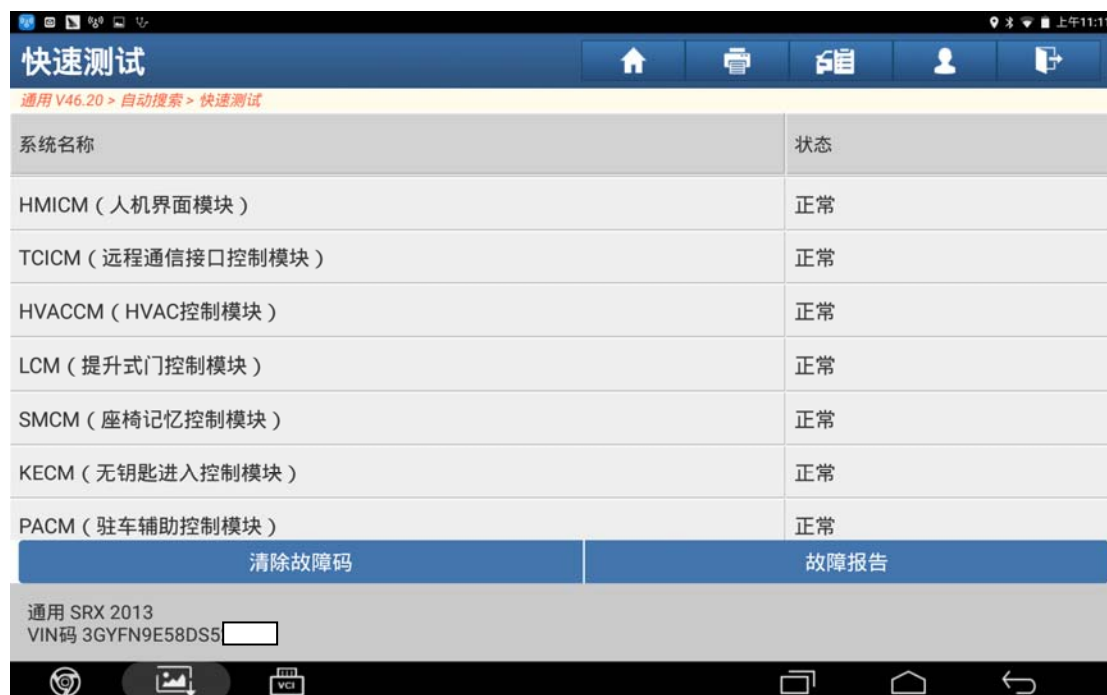 上午11:11
快速测试
通用 V46.20 > 自动搜索 > 快速测试
系统名称 状态
HMICM（人机界面模块） 正常
TCICM（远程通信接口控制模块） 正常
HVACCM（HVAC控制模块） 正常
LCM（提升式门控制模块） 正常
SMCM（座椅记忆控制模块） 正常
KECM（无钥匙进入控制模块） 正常
PACM（驻车辅助控制模块） 正常
清除故障码 故障报告
通用 SRX 2013
VIN码 3GYFN9E58DS5
VCI